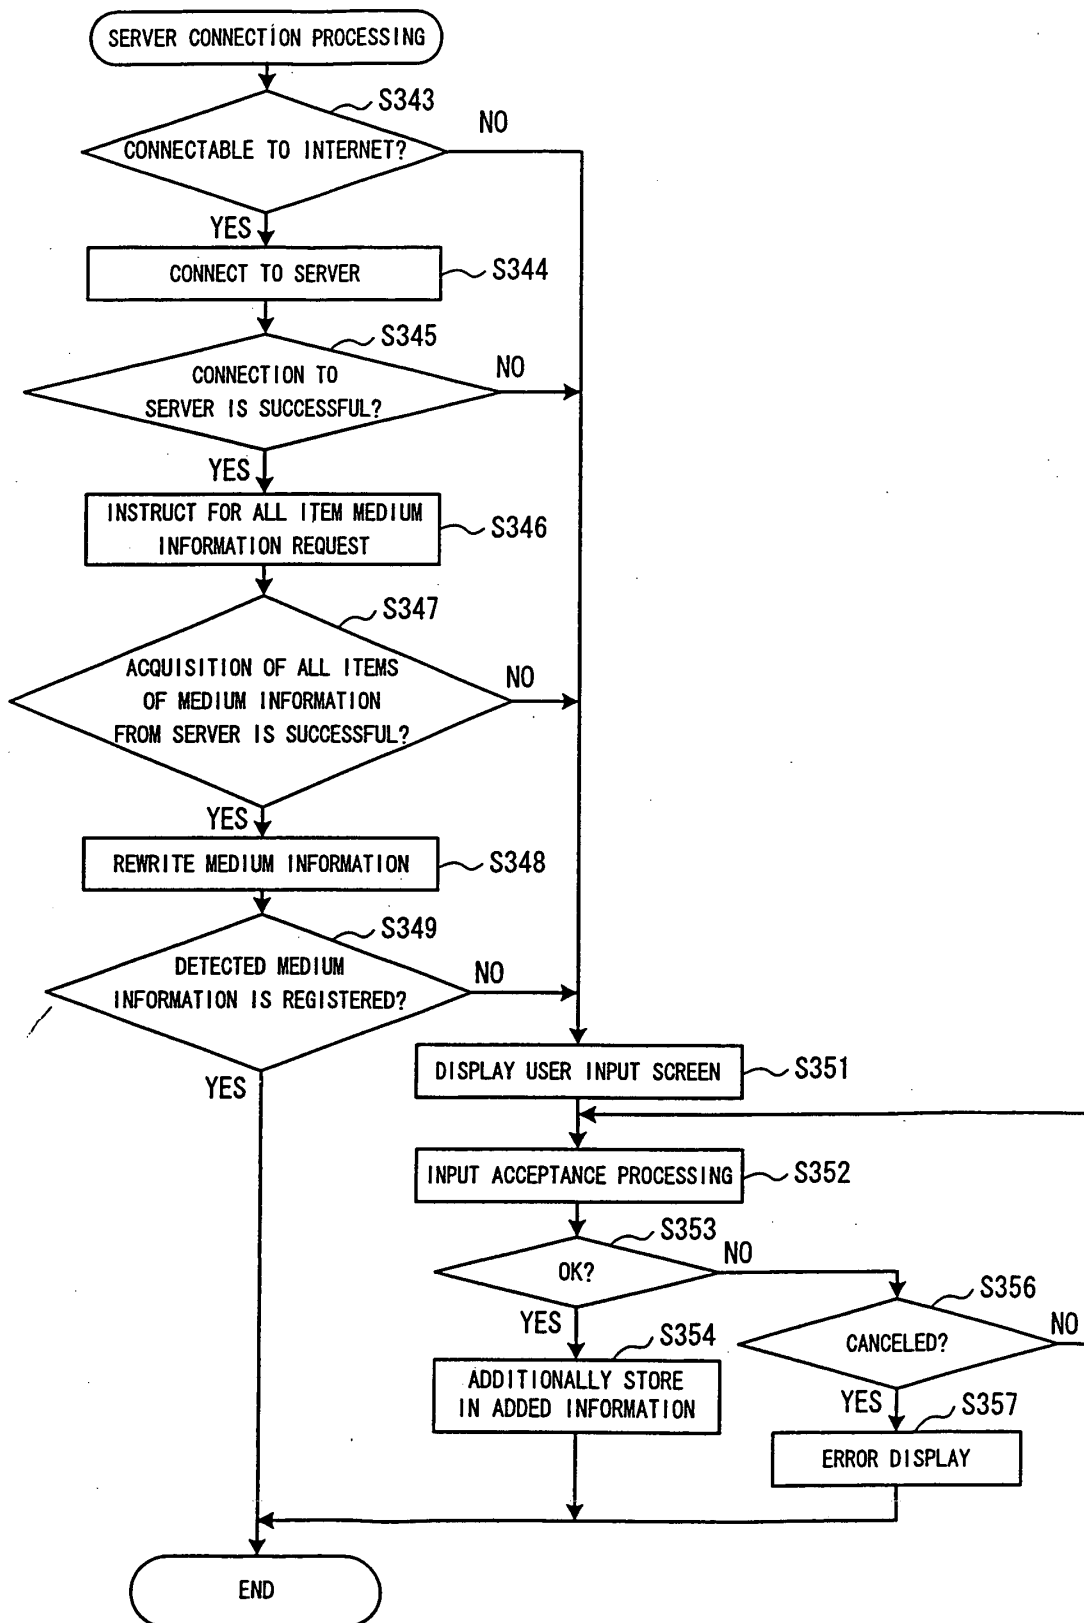 SERVER CONNECTION PROCESSING
S343
NO
CONNECTABLE TO INTERNET?
YES
CONNECT TO SERVER
S344
S345
NO
CONNECTION TO
SERVER IS SUCCESSFUL?
YES
INSTRUCT FOR ALL ITEM MEDIUM
INFORMATION REQUEST
S346
S347
ACQUISITION OF ALL ITEMS
OF MEDIUM INFORMATION
FROM SERVER IS SUCCESSFUL?
NO
YES
REWRITE MEDIUM INFORMATION
S348
S349
DETECTED MEDIUM
INFORMATION IS REGISTERED?
NO
YES
DISPLAY USER INPUT SCREEN
S351
INPUT ACCEPTANCE PROCESSING
S352
S353
OK?
NO
YES
S356
CANCELED?
NO
S354
ADDITIONALLY STORE
IN ADDED INFORMATION
YES
S357
ERROR DISPLAY
END